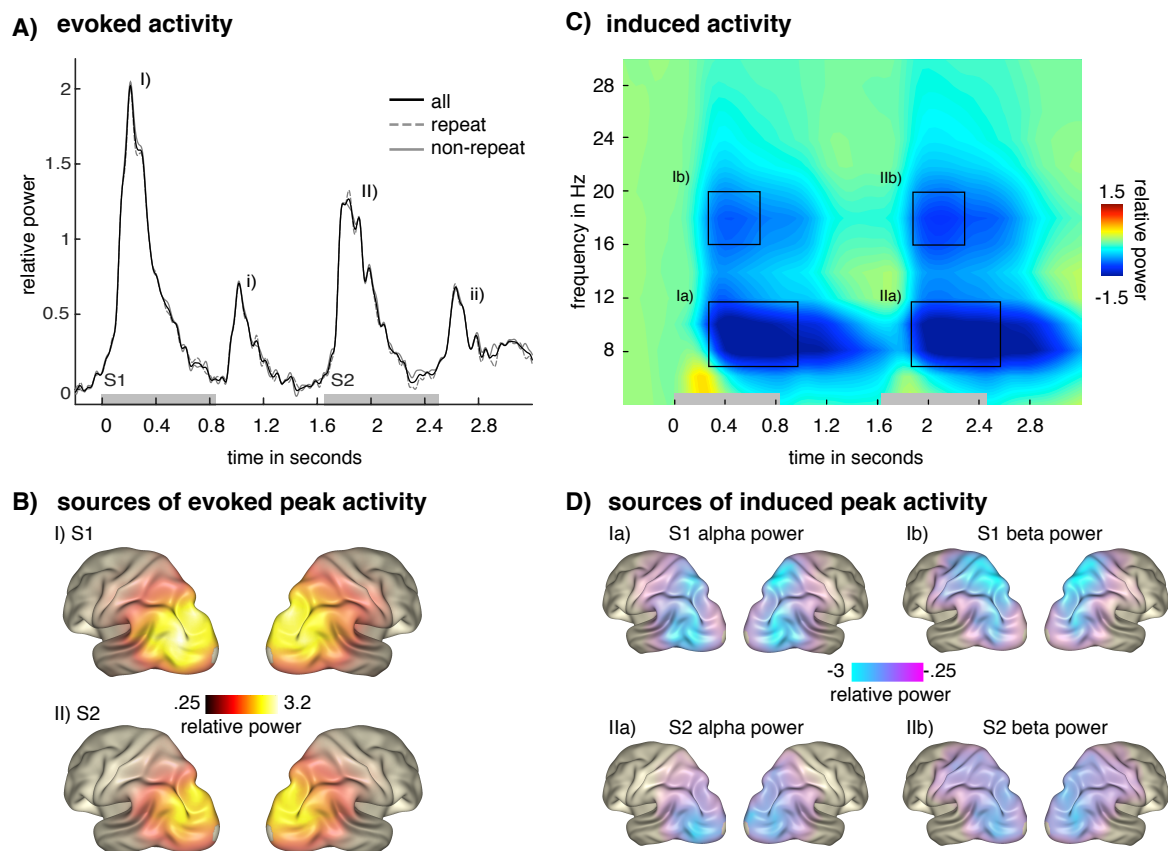 A) evoked activity
2
1.5
1
0.5
0
relative power
I)
i)
II)
ii)
all
repeat
non-repeat
S1
S2
0
0.4
1.2
1.6
2
2.4
2.8
time in seconds
C) induced activity
28
24
20
16
12
8
frequency in Hz
Ib)
IIb)
Ia)
IIa)
0
0.4
0.8
1.2
1.6
2
2.4
2.8
time in seconds
1.5
-1.5
relative power
B) sources of evoked peak activity
I) S1
.25
3.2
relative power
II) S2
D) sources of induced peak activity
Ia) S1 alpha power
Ib) S1 beta power
-3
-.25
relative power
IIa) S2 alpha power
IIb) S2 beta power